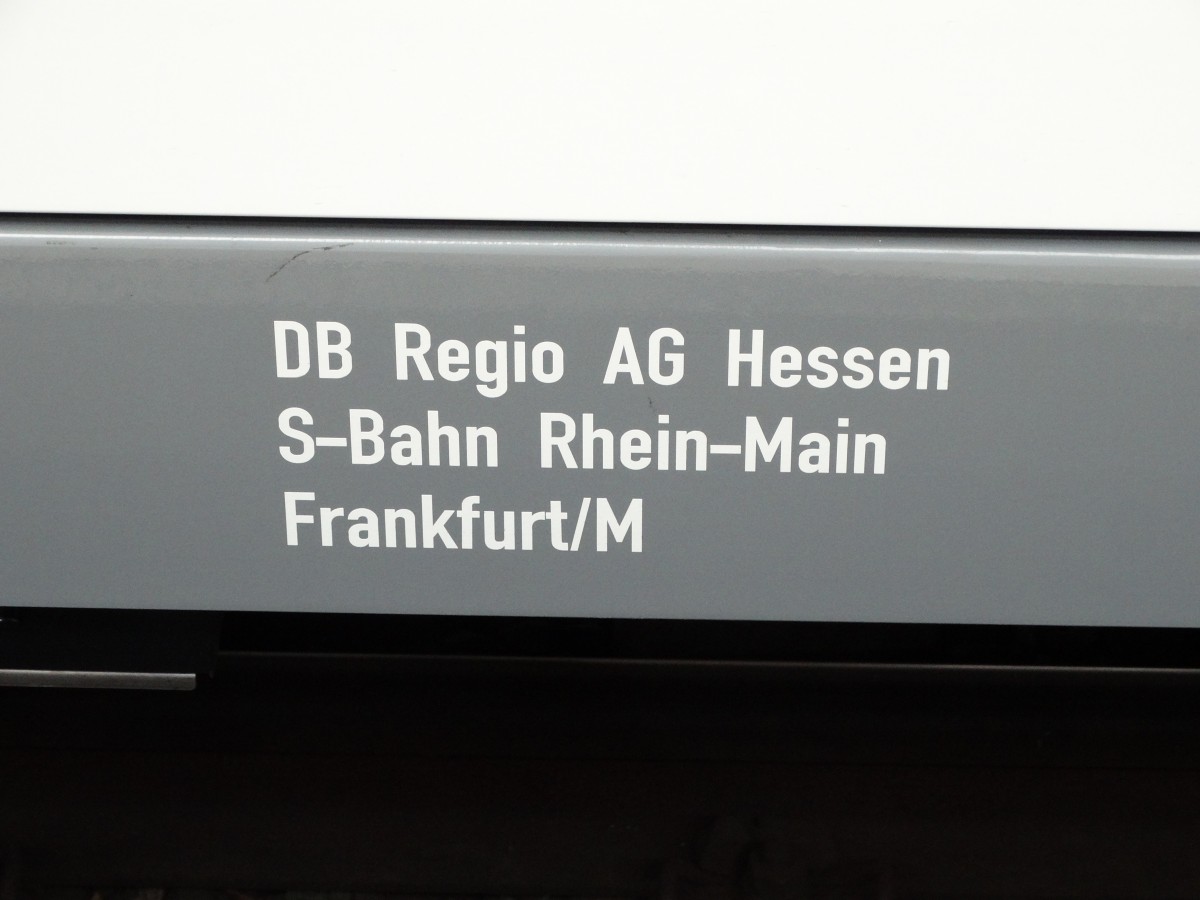 DB Regio AG Hessen
S-Bahn Rhein-Main
Frankfurt/M